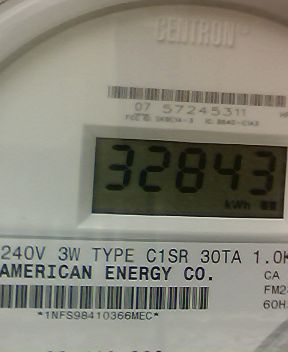 CENTRON
07 57245311
32843
kWh
240V 3W TYPE C1SR 30TA 1.0K
AMERICAN ENERGY CO.
CA
FM2
60H
*1NFS98410366MEC*